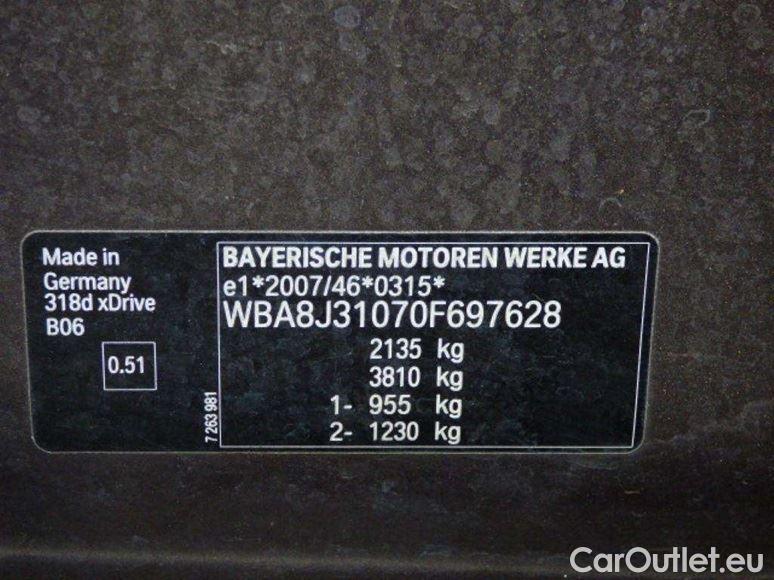 Made in
Germany
318d xDrive
B06
0.51
7 263 981
BAYERISCHE MOTOREN WERKE AG
e1*2007/46*0315*
WBA8J31070F697628
2135 kg
3810 kg
1- 955 kg
2- 1230 kg
CarOutlet.eu